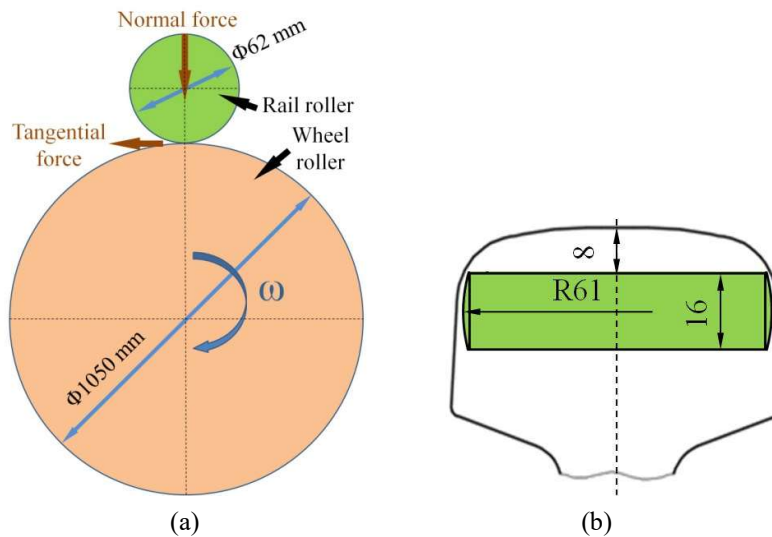 Normal force
Φ62 mm
Rail roller
Wheel
roller
Tangential
force
ω
Φ1050 mm
(a)
8
R61
16
(b)